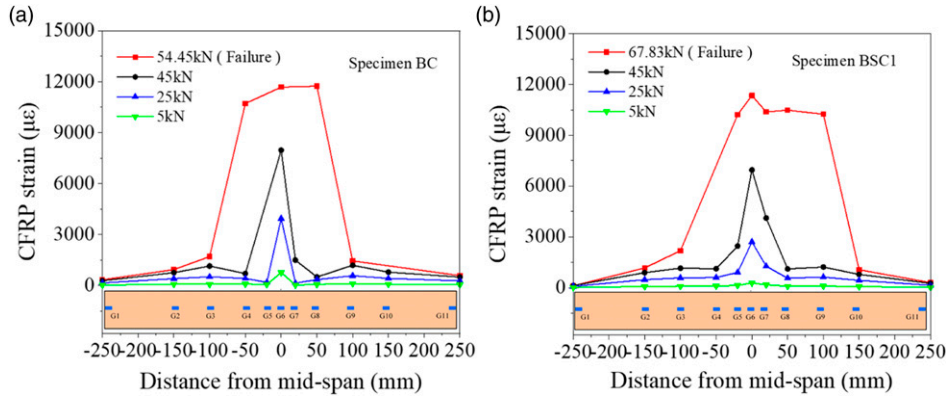 (a)
15000
12000
9000
6000
3000
0
CFRP strain (με)
54.45kN ( Failure )
45kN
25kN
5kN
Specimen BC
G1 G2 G3 G4 G5 G6 G7 G8 G9 G10 G11
-250 -200 -150 -100 -50 0 50 100 150 200 250
Distance from mid-span (mm)
(b)
15000
12000
9000
6000
3000
0
CFRP strain (με)
67.83kN ( Failure )
45kN
25kN
5kN
Specimen BSC1
G1 G2 G3 G4 G5 G6 G7 G8 G9 G10 G11
-250 -200 -150 -100 -50 0 50 100 150 200 250
Distance from mid-span (mm)